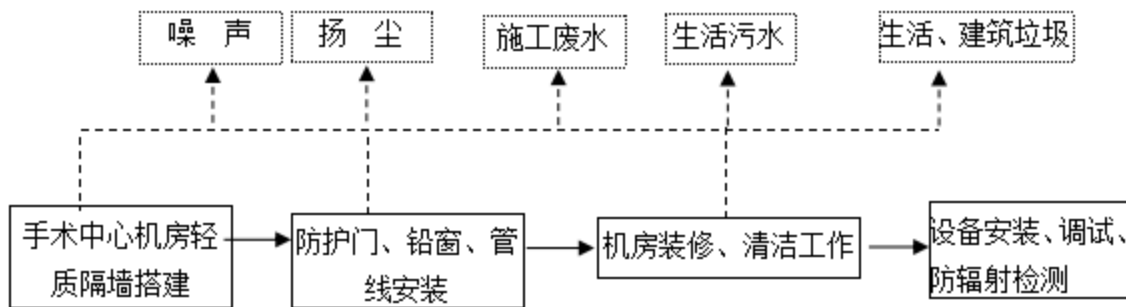 噪 声
扬 尘
施工废水
生活污水
生活、建筑垃圾
手术中心机房轻
质隔墙搭建
防护门、铅窗、管
线安装
机房装修、清洁工作
设备安装、调试、
防辐射检测